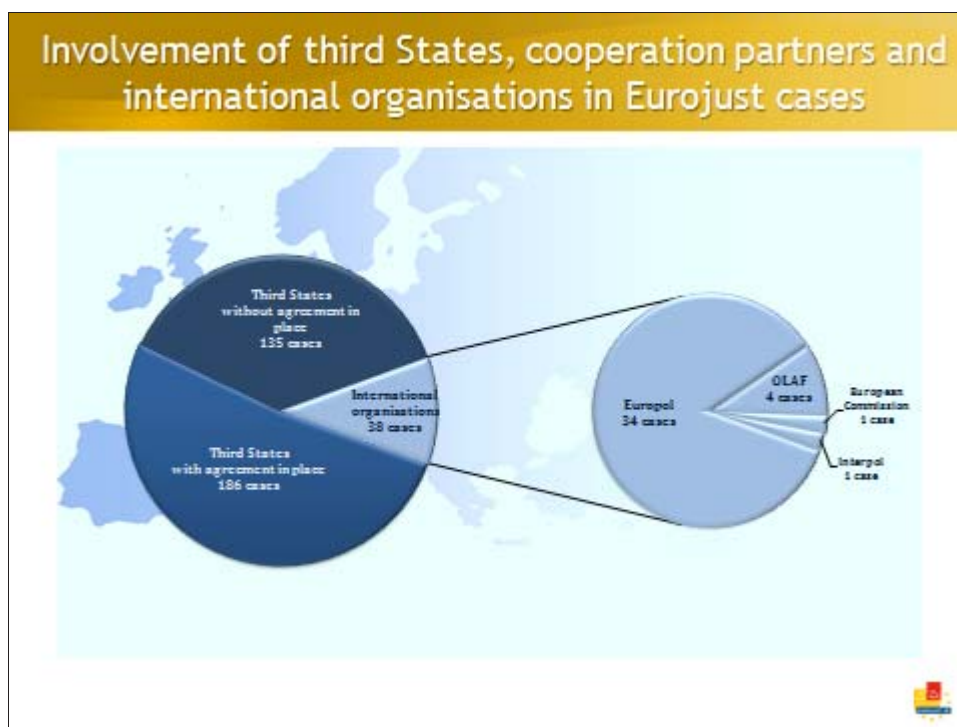 Involvement of third States, cooperation partners and
international organisations in Eurojust cases
Third States
without agreement in
place
135 cases
International
organisations
38 cases
Third States
with agreement in place
186 cases
Europol
34 cases
OLAF
4 cases
European
Commission
1 case
Interpol
1 case